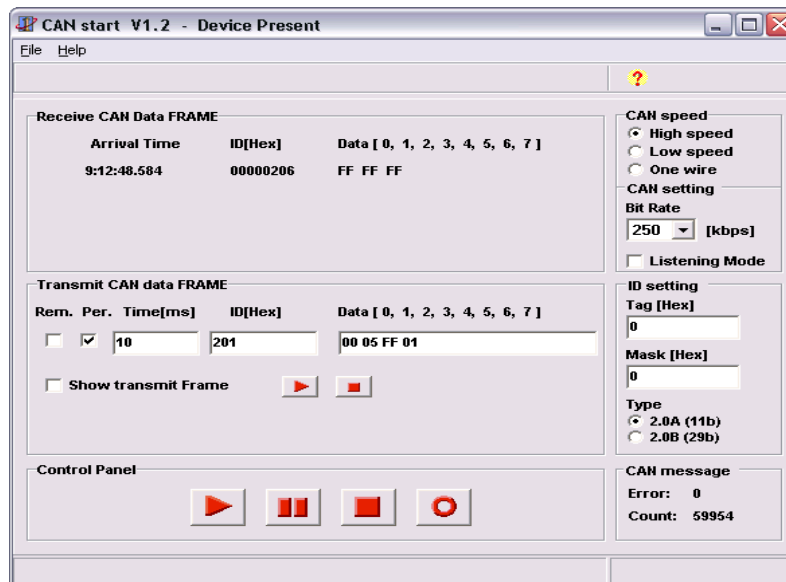 CAN start V1.2 - Device Present
File Help
?
Receive CAN Data FRAME
Arrival Time ID[Hex] Data [ 0, 1, 2, 3, 4, 5, 6, 7 ]
9:12:48.584 00000206 FF FF FF
CAN speed
High speed
Low speed
One wire
CAN setting
Bit Rate
250 [kbps]
Listening Mode
Transmit CAN data FRAME
Rem. Per. Time[ms] ID[Hex] Data [ 0, 1, 2, 3, 4, 5, 6, 7 ]
10 201 00 05 FF 01
Show transmit Frame
ID setting
Tag [Hex]
0
Mask [Hex]
0
Type
2.0A (11b)
2.0B (29b)
Control Panel
CAN message
Error: 0
Count: 59954